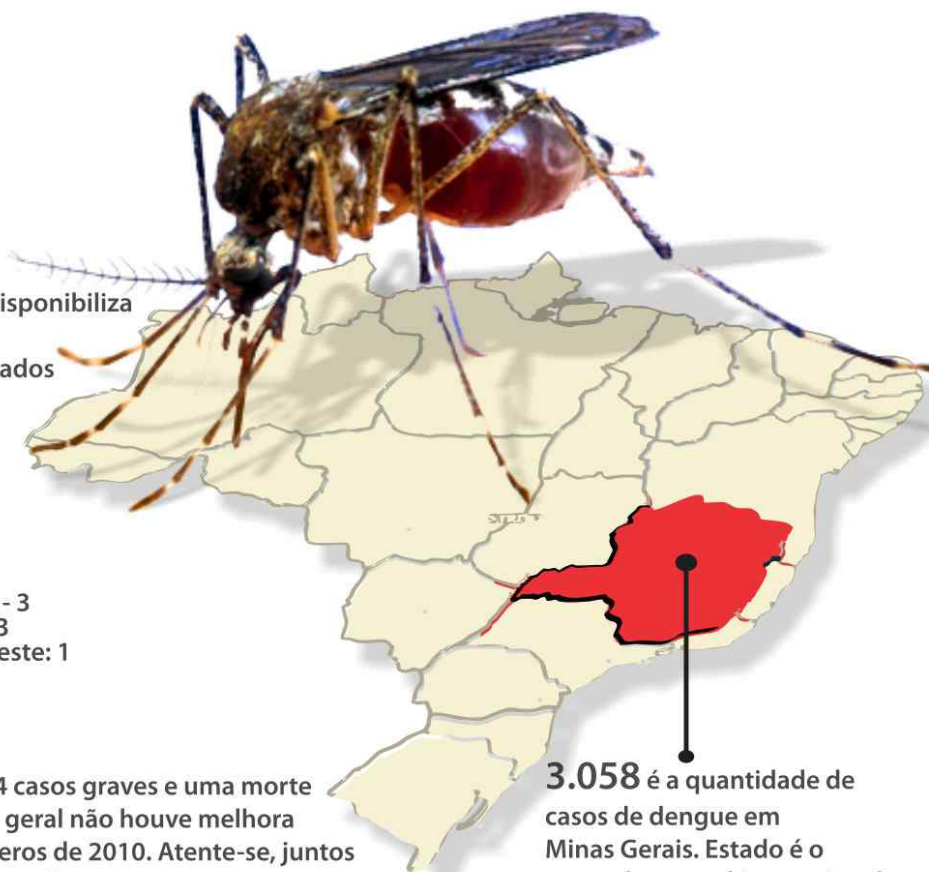 isponibiliza
ados
- 3
3
este: 1
4 casos graves e uma morte
geral não houve melhora
eros de 2010. Atente-se, juntos
3.058 é a quantidade de
casos de dengue em
Minas Gerais. Estado é o